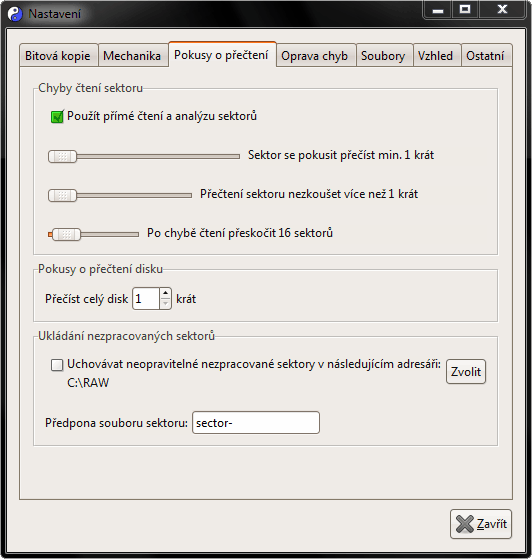 Nastavení
Bitová kopie Mechanika Pokusy o přečtení Oprava chyb Soubory Vzhled Ostatní
Chyby čtení sektoru
Použít přímé čtení a analýzu sektorů
Sektor se pokusit přečíst min. 1 krát
Přečtení sektoru nezkoušet více než 1 krát
Po chybě čtení přeskočit 16 sektorů
Pokusy o přečtení disku
Přečíst celý disk 1 krát
Ukládání nezpracovaných sektorů
Uchovávat neopravitelné nezpracované sektory v následujícím adresáři:
C:\RAW
Zvolit
Předpona souboru sektoru: sector-
Zavřít